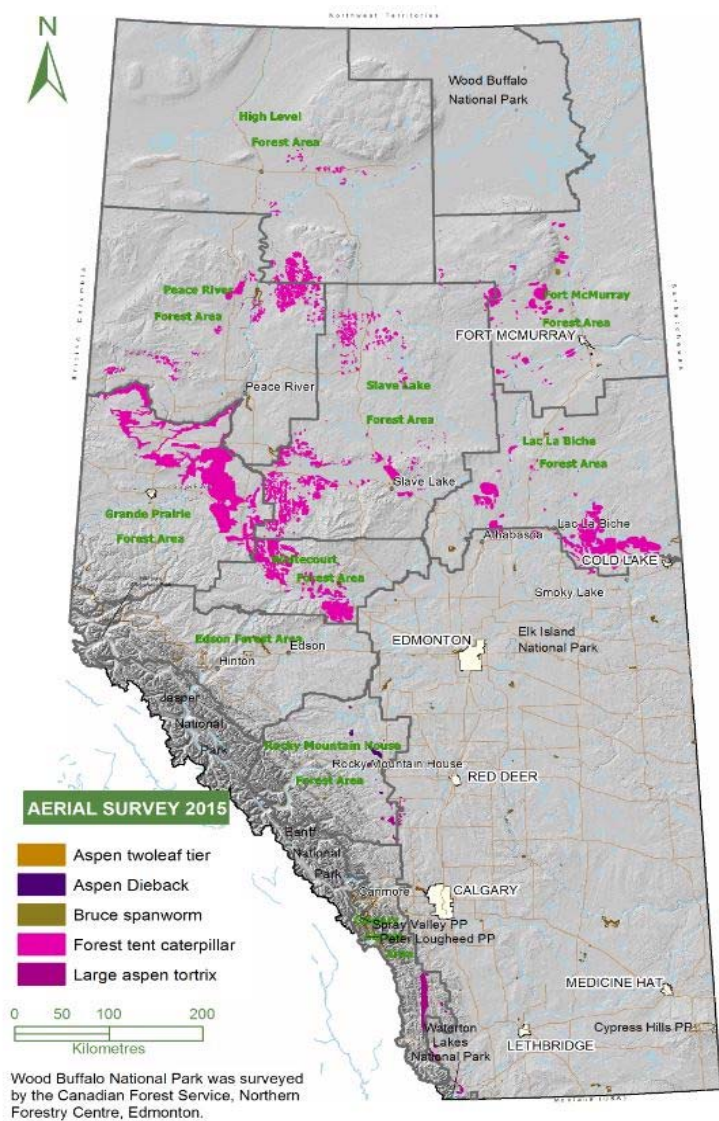 Northwest Territories
N
Wood Buffalo
National Park
High Level
Forest Area
British Columbia
Saskatchewan
Peace River
Forest Area
Fort McMurray
Forest Area
FORT MCMURRAY
Peace River
Slave Lake
Forest Area
Lac La Biche
Forest Area
Slave Lake
Grande Prairie
Forest Area
Lac La Biche
Athabasca
Whitecourt
Forest Area
COLD LAKE
Smoky Lake
Edson Forest Area
Edson
Hinton
EDMONTON
Elk Island
National Park
Jasper
National
Park
Rocky Mountain House
Rocky Mountain House
Forest Area
RED DEER
AERIAL SURVEY 2015
Banff
National
Park
Aspen twoleaf tier
Aspen Dieback
Bruce spanworm
Forest tent caterpillar
Large aspen tortrix
Canmore
CALGARY
Spray Valley PP
Peter Lougheed PP
Area
MEDICINE HAT
0 50 100 200
Kilometres
Waterton
Lakes
National Park
LETHBRIDGE
Cypress Hills PP
Wood Buffalo National Park was surveyed
by the Canadian Forest Service, Northern
Forestry Centre, Edmonton.